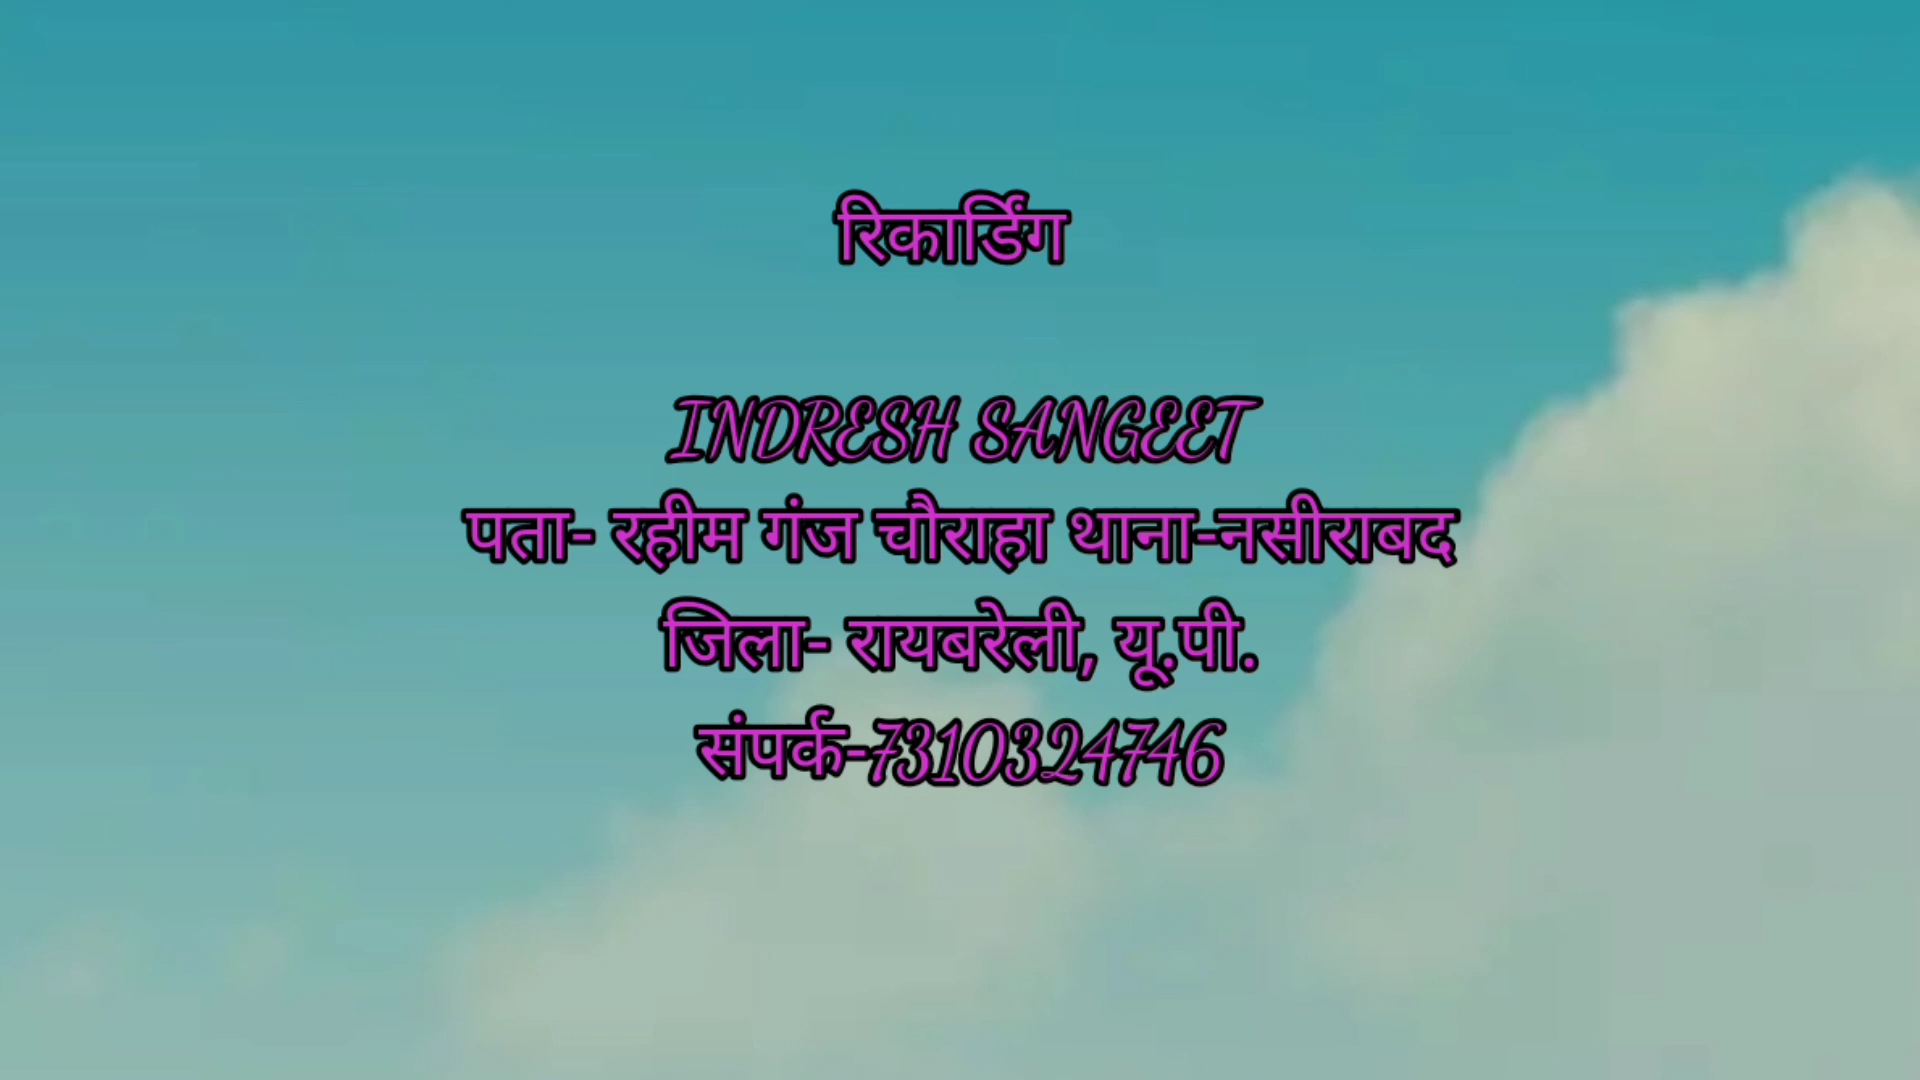 रिकार्डिंग
INDRESH SANGEET
पता- रहीम गंज चौराहा थाना-नसीराबद
जिला- रायबरेली, यू.पी.
संपर्क-7310324746